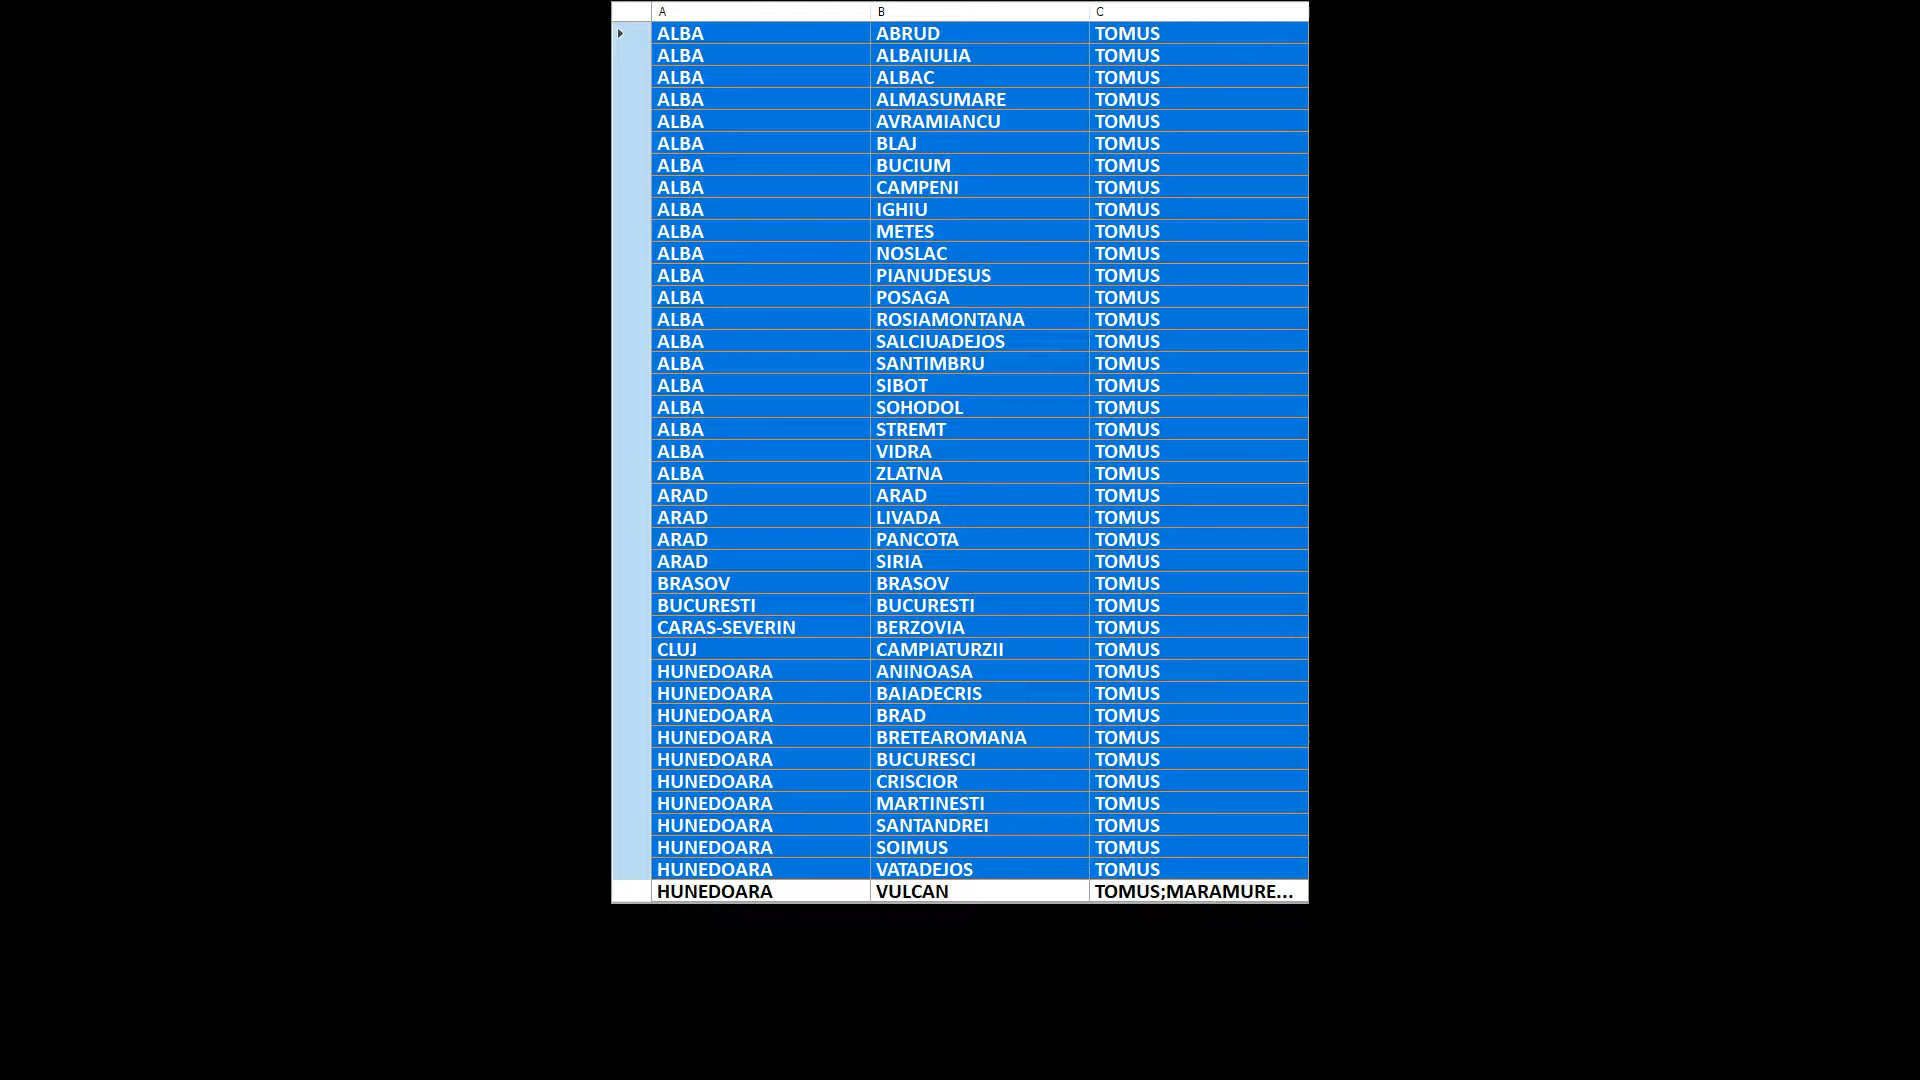 A B C
ALBA ABRUD TOMUS
ALBA ALBAIULIA TOMUS
ALBA ALBAC TOMUS
ALBA ALMASUMARE TOMUS
ALBA AVRAMIANCU TOMUS
ALBA BLAJ TOMUS
ALBA BUCIUM TOMUS
ALBA CAMPENI TOMUS
ALBA IGHIU TOMUS
ALBA METES TOMUS
ALBA NOSLAC TOMUS
ALBA PIANUDESUS TOMUS
ALBA POSAGA TOMUS
ALBA ROSIAMONTANA TOMUS
ALBA SALCIUADEJOS TOMUS
ALBA SANTIMBRU TOMUS
ALBA SIBOT TOMUS
ALBA SOHODOL TOMUS
ALBA STREMT TOMUS
ALBA VIDRA TOMUS
ALBA ZLATNA TOMUS
ARAD ARAD TOMUS
ARAD LIVADA TOMUS
ARAD PANCOTA TOMUS
ARAD SIRIA TOMUS
BRASOV BRASOV TOMUS
BUCURESTI BUCURESTI TOMUS
CARAS-SEVERIN BERZOVIA TOMUS
CLUJ CAMPIATURZII TOMUS
HUNEDOARA ANINOASA TOMUS
HUNEDOARA BAIADECRIS TOMUS
HUNEDOARA BRAD TOMUS
HUNEDOARA BRETEAROMANA TOMUS
HUNEDOARA BUCURESCI TOMUS
HUNEDOARA CRISCIOR TOMUS
HUNEDOARA MARTINESTI TOMUS
HUNEDOARA SANTANDREI TOMUS
HUNEDOARA SOIMUS TOMUS
HUNEDOARA VATADEJOS TOMUS
HUNEDOARA VULCAN TOMUS;MARAMURE...